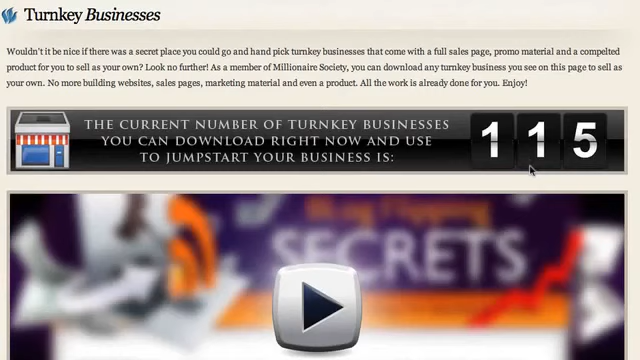 Turnkey Businesses
Wouldn't it be nice if there was a secret place you could go and hand pick turnkey businesses that come with a full sales page, promo material and a compelted
product for you to sell as your own? Look no further! As a member of Millionaire Society, you can download any turnkey business you see on this page to sell as
your own. No more building websites, sales pages, marketing material and even a product. All the work is already done for you. Enjoy!
THE CURRENT NUMBER OF TURNKEY BUSINESSES
YOU CAN DOWNLOAD RIGHT NOW AND USE
TO JUMPSTART YOUR BUSINESS IS:
115
Blog Flipping
SECRETS